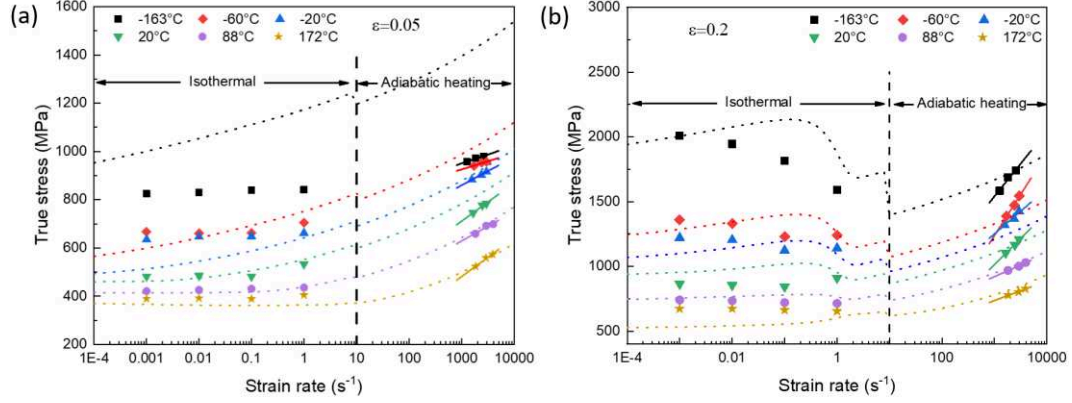 (a)
ε=0.05
-163°C -60°C -20°C
20°C 88°C 172°C
Isothermal Adiabatic heating
True stress (MPa)
1600
1400
1200
1000
800
600
400
200
1E-4 0.001 0.01 0.1 1 10 100 1000 10000
Strain rate (s⁻¹)
(b)
ε=0.2
-163°C -60°C -20°C
20°C 88°C 172°C
Isothermal Adiabatic heating
True stress (MPa)
3000
2500
2000
1500
1000
500
1E-4 0.01 1 100 10000
Strain rate (s⁻¹)